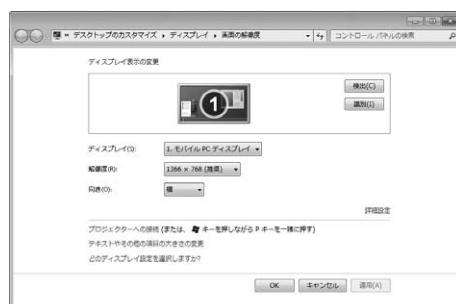 デスクトップのカスタマイズ ▸ ディスプレイ ▸ 画面の解像度
コントロール パネルの検索
ディスプレイ表示の変更
1
検出(C)
識別(I)
ディスプレイ(S): 1. モバイル PC ディスプレイ
解像度(R): 1366 × 768 (推奨)
向き(O): 横
詳細設定
プロジェクターへの接続 (または、 キーを押しながら P キーを一緒に押す)
テキストやその他の項目の大きさの変更
どのディスプレイ設定を選択しますか?
OK キャンセル 適用(A)